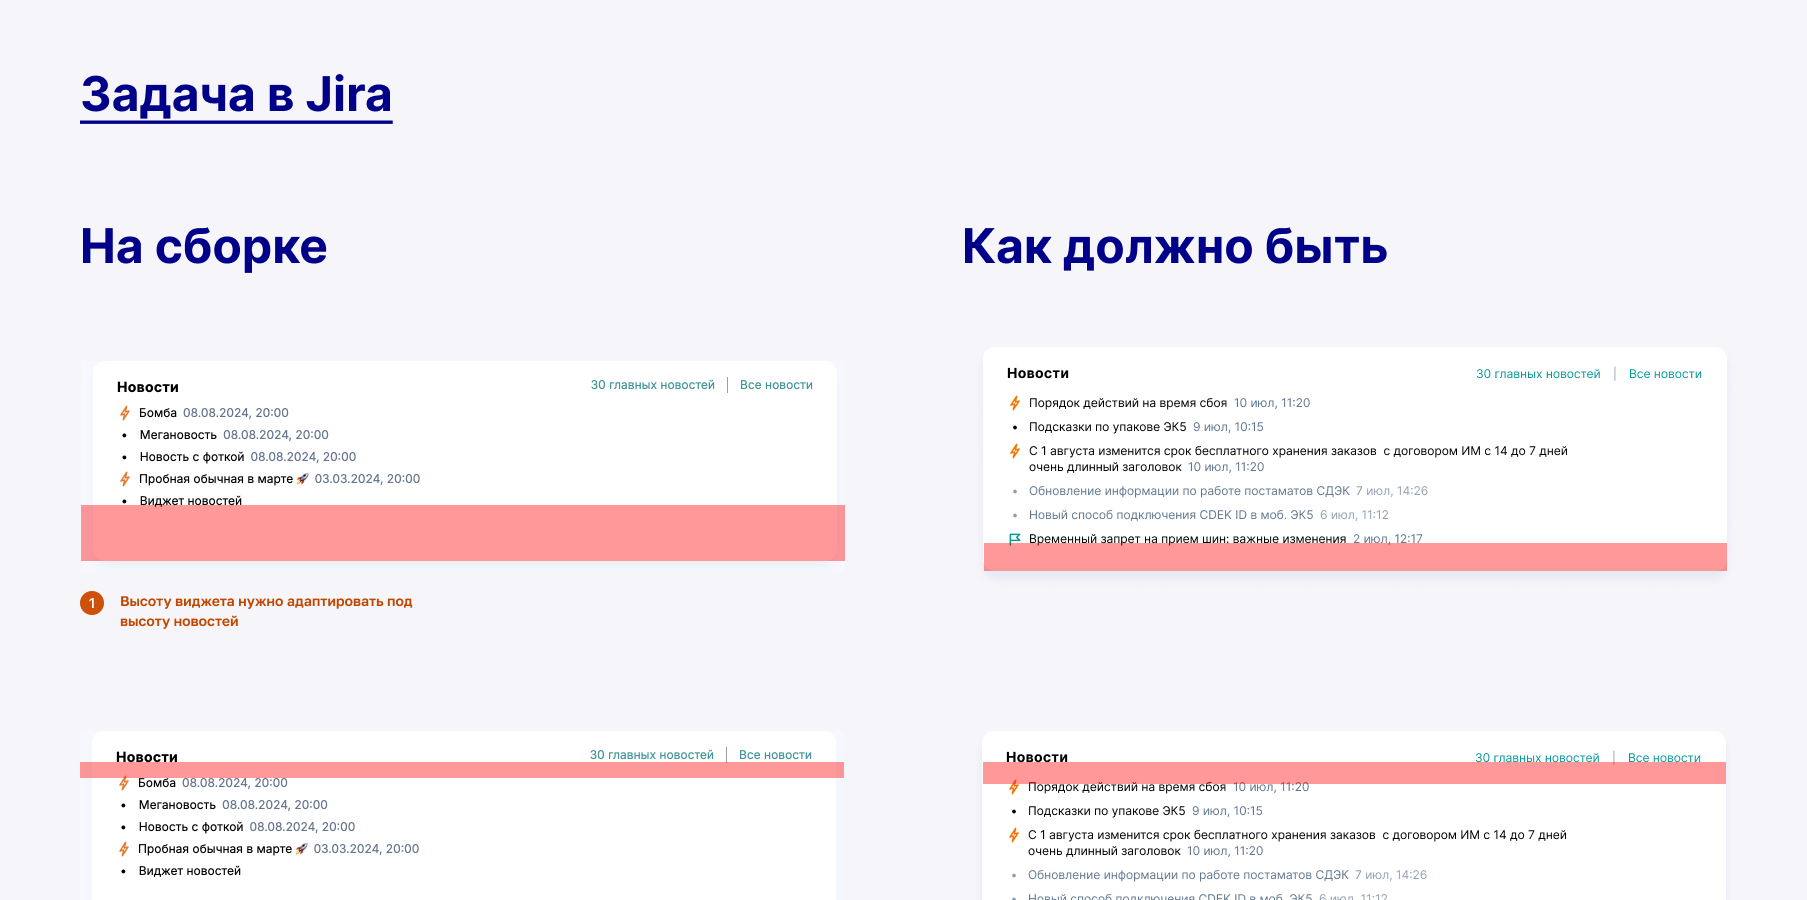 Задача в Jira
На сборке
Как должно быть
Новости
30 главных новостей
Все новости
Бомба 08.08.2024, 20:00
• Мегановость 08.08.2024, 20:00
• Новость с фоткой 08.08.2024, 20:00
Пробная обычная в марте 🚀 03.03.2024, 20:00
• Виджет новостей
1
Высоту виджета нужно адаптировать под
высоту новостей
Новости
30 главных новостей
Все новости
Порядок действий на время сбоя 10 июл, 11:20
• Подсказки по упакове ЭК5 9 июл, 10:15
С 1 августа изменится срок бесплатного хранения заказов с договором ИМ с 14 до 7 дней
очень длинный заголовок 10 июл, 11:20
• Обновление информации по работе постаматов СДЭК 7 июл, 14:26
• Новый способ подключения CDEK ID в моб. ЭК5 6 июл, 11:12
Временный запрет на прием шин: важные изменения 2 июл, 12:17
Новости
30 главных новостей
Все новости
Бомба 08.08.2024, 20:00
• Мегановость 08.08.2024, 20:00
• Новость с фоткой 08.08.2024, 20:00
Пробная обычная в марте 🚀 03.03.2024, 20:00
• Виджет новостей
Новости
30 главных новостей
Все новости
Порядок действий на время сбоя 10 июл, 11:20
• Подсказки по упакове ЭК5 9 июл, 10:15
С 1 августа изменится срок бесплатного хранения заказов с договором ИМ с 14 до 7 дней
очень длинный заголовок 10 июл, 11:20
• Обновление информации по работе постаматов СДЭК 7 июл, 14:26
• Новый способ подключения CDEK ID в моб. ЭК5 6 июл, 11:12